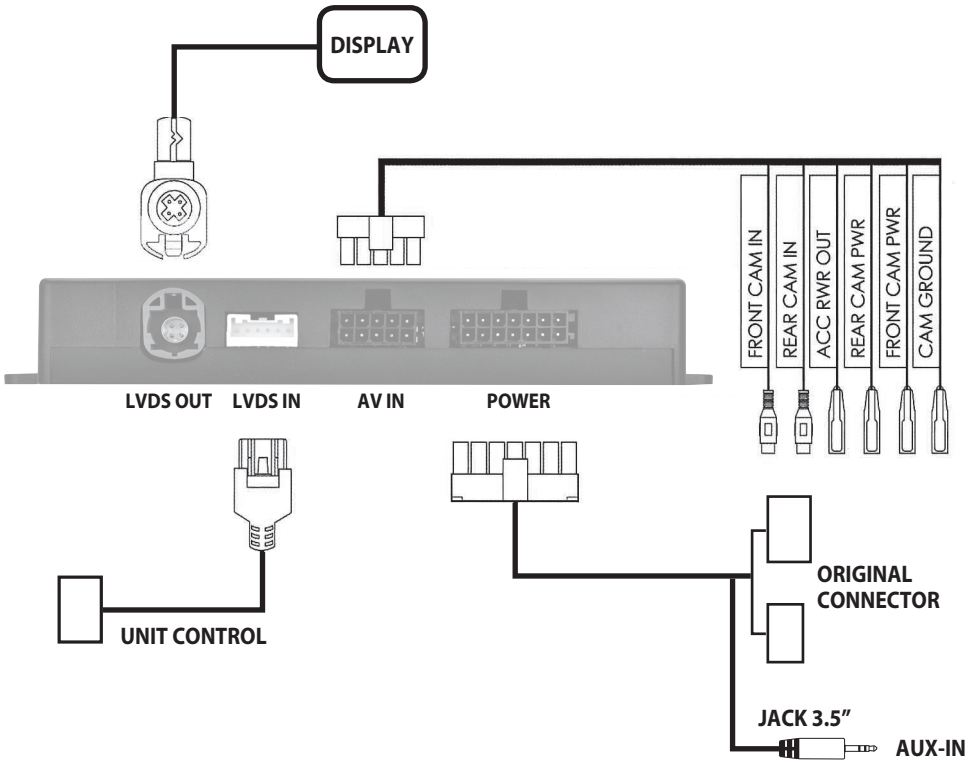 DISPLAY
FRONT CAM IN
REAR CAM IN
ACC RWR OUT
REAR CAM PWR
FRONT CAM PWR
CAM GROUND
LVDS OUT
LVDS IN
AV IN
POWER
UNIT CONTROL
ORIGINAL
CONNECTOR
JACK 3.5”
AUX-IN